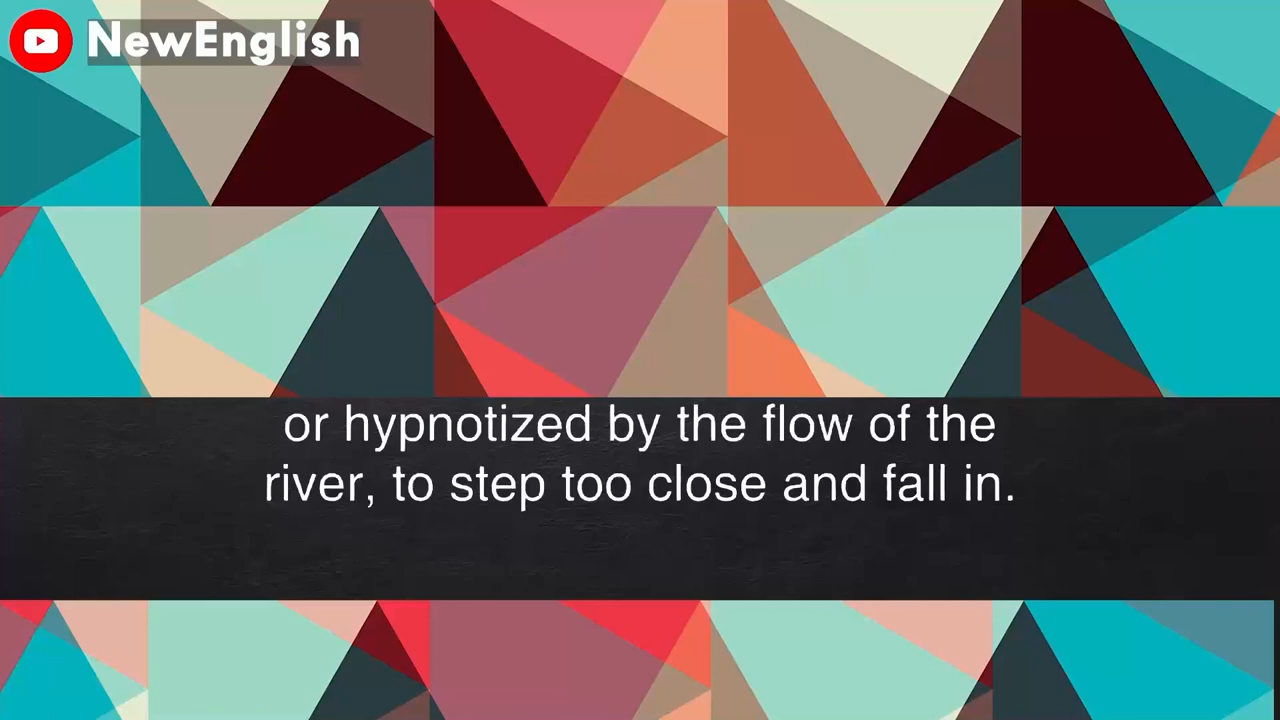 NewEnglish
or hypnotized by the flow of the
river, to step too close and fall in.